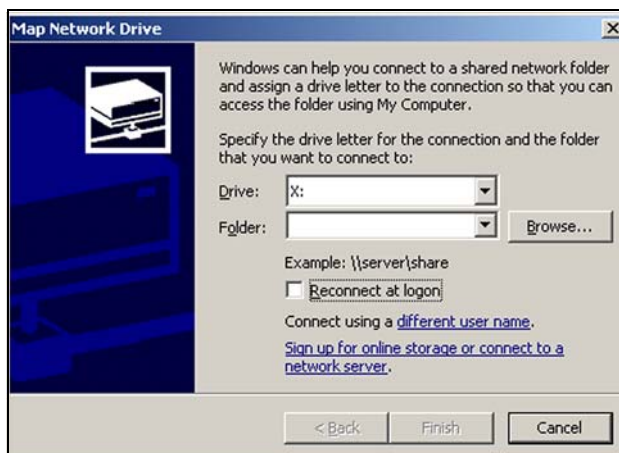 Map Network Drive
Windows can help you connect to a shared network folder
and assign a drive letter to the connection so that you can
access the folder using My Computer.
Specify the drive letter for the connection and the folder
that you want to connect to:
Drive: X:
Folder: Browse...
Example: \\server\share
Reconnect at logon
Connect using a different user name.
Sign up for online storage or connect to a
network server.
< Back Finish Cancel